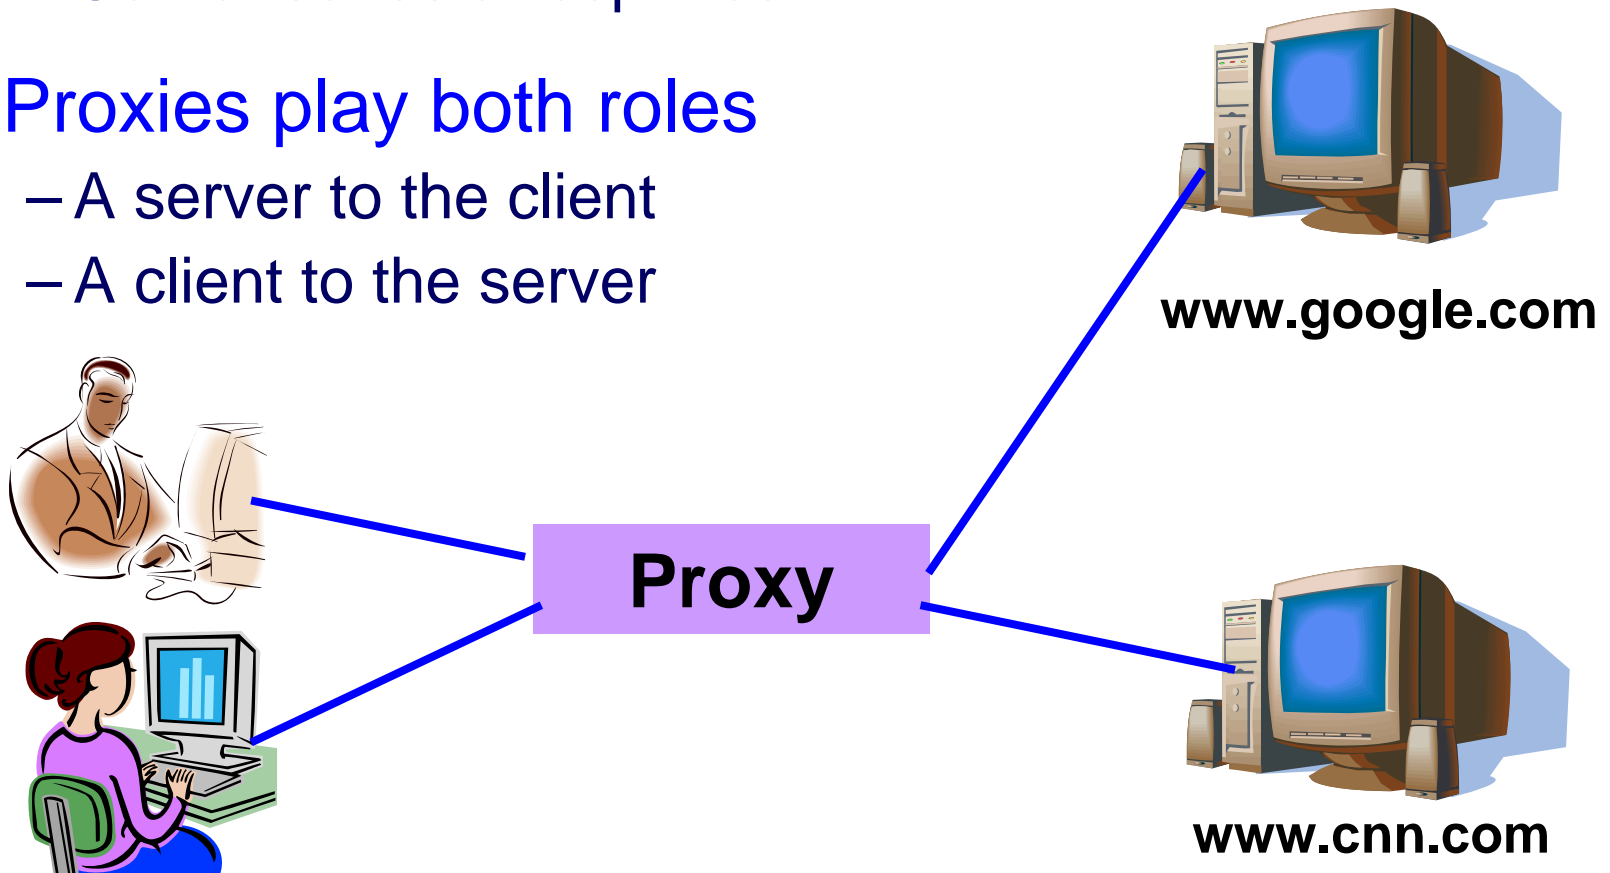 Proxies play both roles
– A server to the client
– A client to the server
www.google.com
Proxy
www.cnn.com